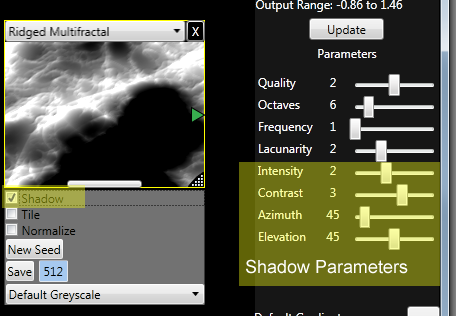 Ridged Multifractal
X
Shadow
Tile
Normalize
New Seed
Save 512
Default Greyscale
Output Range: -0.86 to 1.46
Update
Parameters
Quality 2
Octaves 6
Frequency 1
Lacunarity 2
Intensity 2
Contrast 3
Azimuth 45
Elevation 45
Shadow Parameters